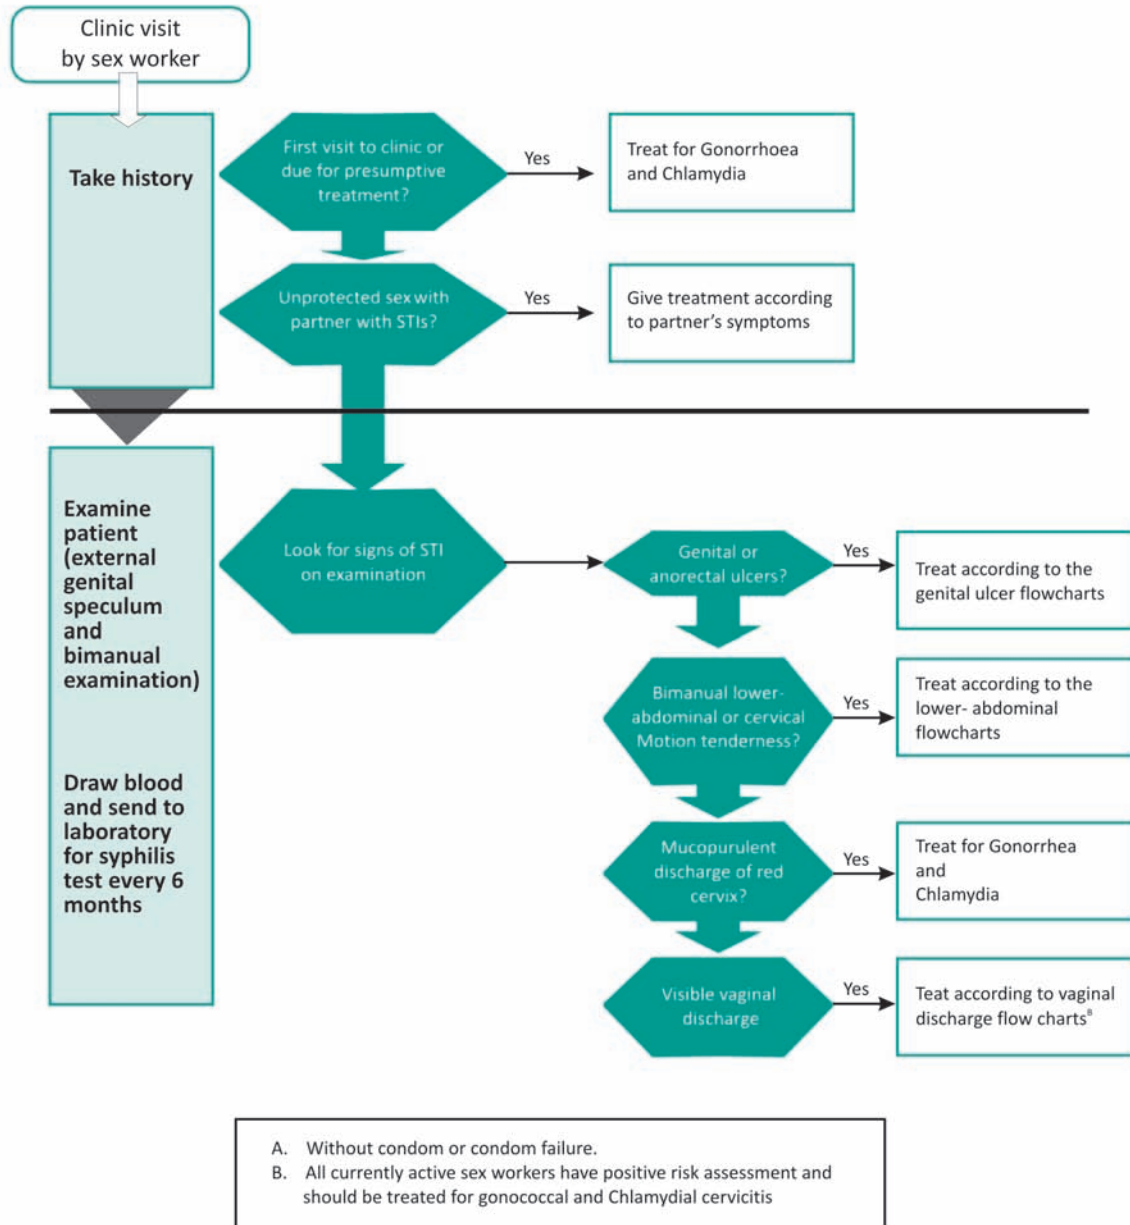 Clinic visit
by sex worker
Take history
First visit to clinic or
due for presumptive
treatment?
Yes
Treat for Gonorrhoea
and Chlamydia
Unprotected sex with
partner with STIs?
Yes
Give treatment according
to partner's symptoms
Examine
patient
(external
genital
speculum
and
bimanual
examination)
Draw blood
and send to
laboratory
for syphilis
test every 6
months
Look for signs of STI
on examination
Genital or
anorectal ulcers?
Yes
Treat according to the
genital ulcer flowcharts
Bimanual lower-
abdominal or cervical
Motion tenderness?
Yes
Treat according to the
lower- abdominal
flowcharts
Mucopurulent
discharge of red
cervix?
Yes
Treat for Gonorrhea
and
Chlamydia
Visible vaginal
discharge
Yes
Teat according to vaginal
discharge flow chartsᴮ
A. Without condom or condom failure.
B. All currently active sex workers have positive risk assessment and
should be treated for gonococcal and Chlamydial cervicitis